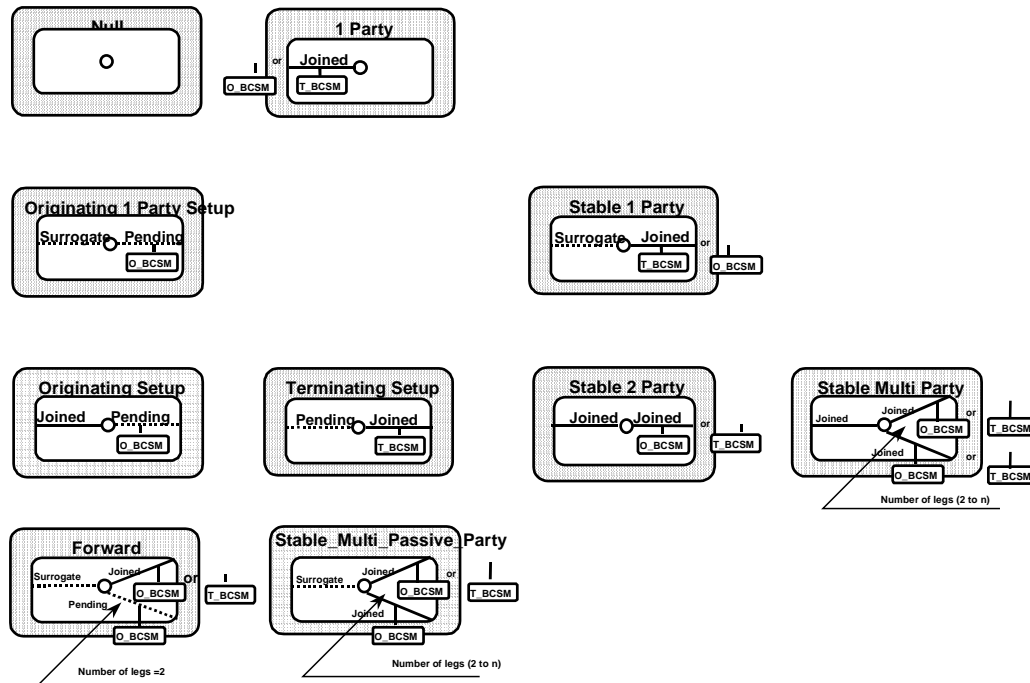 Null
1 Party
or
Joined
O_BCSM
T_BCSM
Originating 1 Party Setup
Surrogate Pending
O_BCSM
Stable 1 Party
Surrogate Joined
or
T_BCSM
O_BCSM
Originating Setup
Joined Pending
O_BCSM
Terminating Setup
Pending Joined
T_BCSM
Stable 2 Party
Joined Joined
or
O_BCSM
T_BCSM
Stable Multi Party
Joined
Joined
or
O_BCSM
T_BCSM
Joined
or
O_BCSM
T_BCSM
Number of legs (2 to n)
Forward
Surrogate
Joined
or
O_BCSM
T_BCSM
Pending
O_BCSM
Number of legs =2
Stable_Multi_Passive_Party
Surrogate
Joined
or
O_BCSM
T_BCSM
Joined
O_BCSM
Number of legs (2 to n)